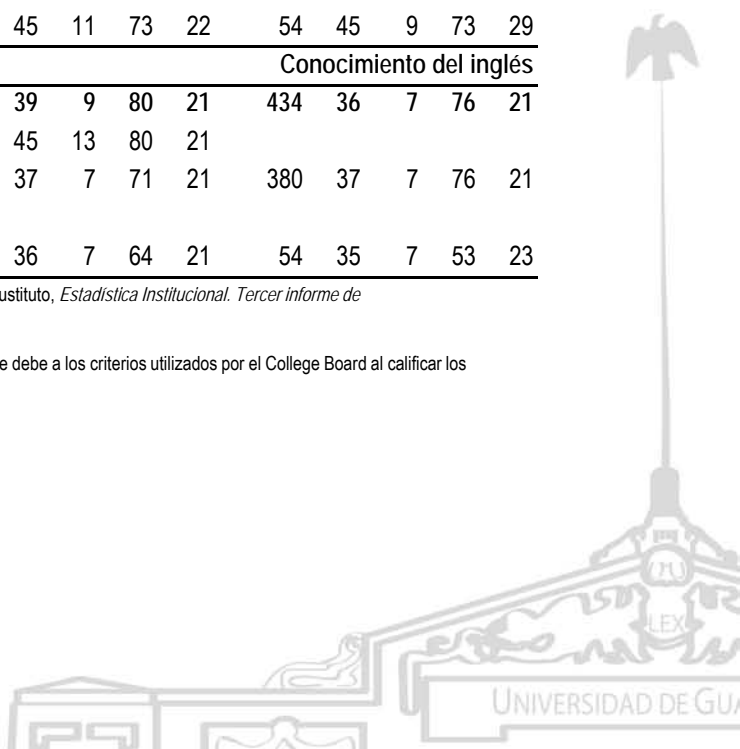 45 11 73 22 54 45 9 73 29
Conocimiento del inglés
39 9 80 21 434 36 7 76 21
45 13 80 21
37 7 71 21 380 37 7 76 21
36 7 64 21 54 35 7 53 23
ustituto, Estadística Institucional. Tercer informe de
e debe a los criterios utilizados por el College Board al calificar los
LEX
UNIVERSIDAD DE GUA